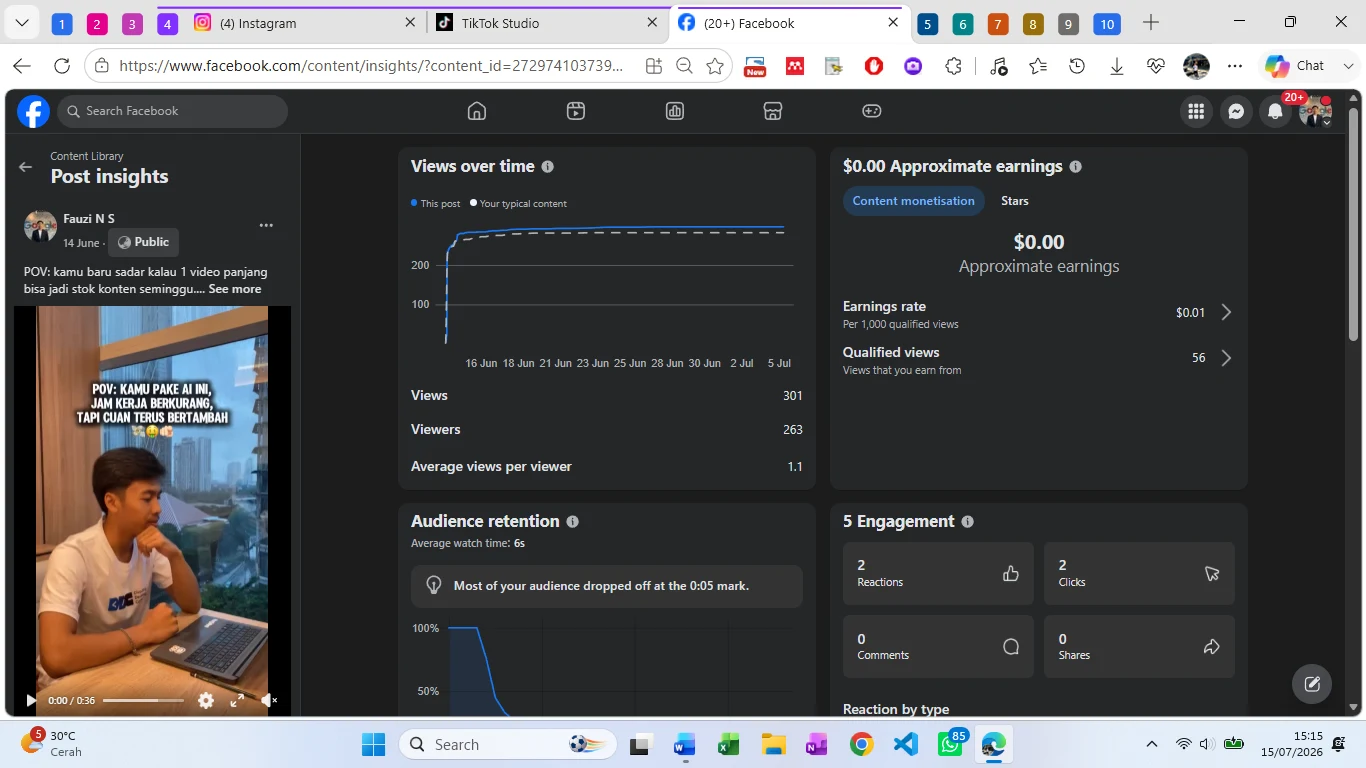 1
2
3
4
(4) Instagram
TikTok Studio
(20+) Facebook
5
6
7
8
9
10
https://www.facebook.com/content/insights/?content_id=272974103739...
New
Chat
Search Facebook
20+
Content Library
Post insights
Fauzi N S
14 June · Public
POV: kamu baru sadar kalau 1 video panjang
bisa jadi stok konten seminggu.... See more
POV: KAMU PAKE AI INI,
JAM KERJA BERKURANG,
TAPI CUAN TERUS BERTAMBAH
0:00 / 0:36
Views over time
This post
Your typical content
200
100
16 Jun 18 Jun 21 Jun 23 Jun 25 Jun 28 Jun 30 Jun 2 Jul 5 Jul
Views 301
Viewers 263
Average views per viewer 1.1
$0.00 Approximate earnings
Content monetisation Stars
$0.00
Approximate earnings
Earnings rate
Per 1,000 qualified views
$0.01
Qualified views
Views that you earn from
56
Audience retention
Average watch time: 6s
Most of your audience dropped off at the 0:05 mark.
100%
50%
5 Engagement
2
Reactions
2
Clicks
0
Comments
0
Shares
Reaction by type
5
30°C
Cerah
Search
85
15:15
15/07/2026